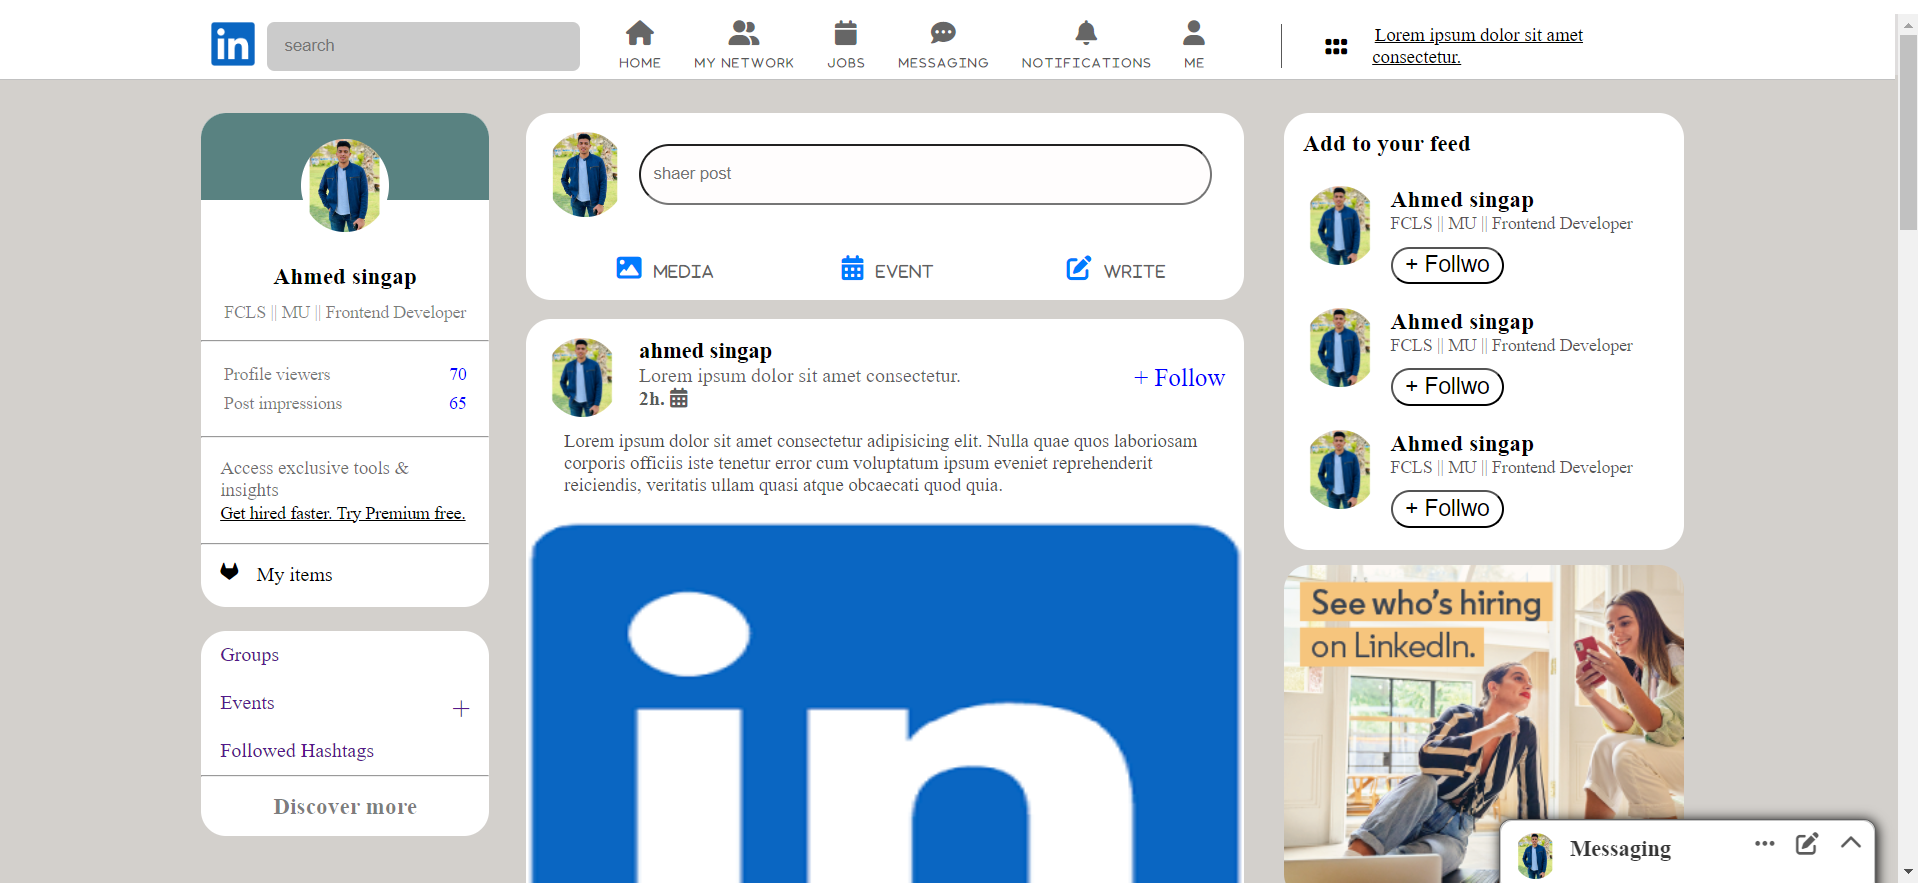 in
search
HOME
MY NETWORK
JOBS
MESSAGING
NOTIFICATIONS
ME
Lorem ipsum dolor sit amet
consectetur.
Ahmed singap
FCLS || MU || Frontend Developer
Profile viewers 70
Post impressions 65
Access exclusive tools &
insights
Get hired faster. Try Premium free.
My items
Groups
Events
+
Followed Hashtags
Discover more
shaer post
MEDIA
EVENT
WRITE
ahmed singap
Lorem ipsum dolor sit amet consectetur.
2h.
+ Follow
Lorem ipsum dolor sit amet consectetur adipisicing elit. Nulla quae quos laboriosam
corporis officiis iste tenetur error cum voluptatum ipsum eveniet reprehenderit
reiciendis, veritatis ullam quasi atque obcaecati quod quia.
in
Add to your feed
Ahmed singap
FCLS || MU || Frontend Developer
+ Follwo
Ahmed singap
FCLS || MU || Frontend Developer
+ Follwo
Ahmed singap
FCLS || MU || Frontend Developer
+ Follwo
See who's hiring
on LinkedIn.
Messaging